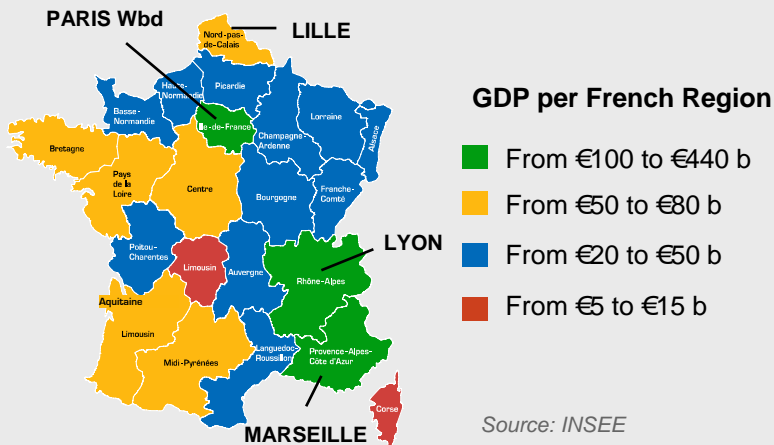 PARIS Wbd
LILLE
Nord-pas-
de-Calais
Haute-
Normandie
Picardie
Basse-
Normandie
Île-de-France
Champagne-
Ardenne
Lorraine
Alsace
Bretagne
Pays
de la
Loire
Centre
Bourgogne
Franche-
Comté
Poitou-
Charentes
Limousin
Auvergne
LYON
Rhône-Alpes
Aquitaine
Limousin
Midi-Pyrénées
Languedoc-
Roussillon
Provence-Alpes-
Côte d'Azur
MARSEILLE
Corse
GDP per French Region
From €100 to €440 b
From €50 to €80 b
From €20 to €50 b
From €5 to €15 b
Source: INSEE